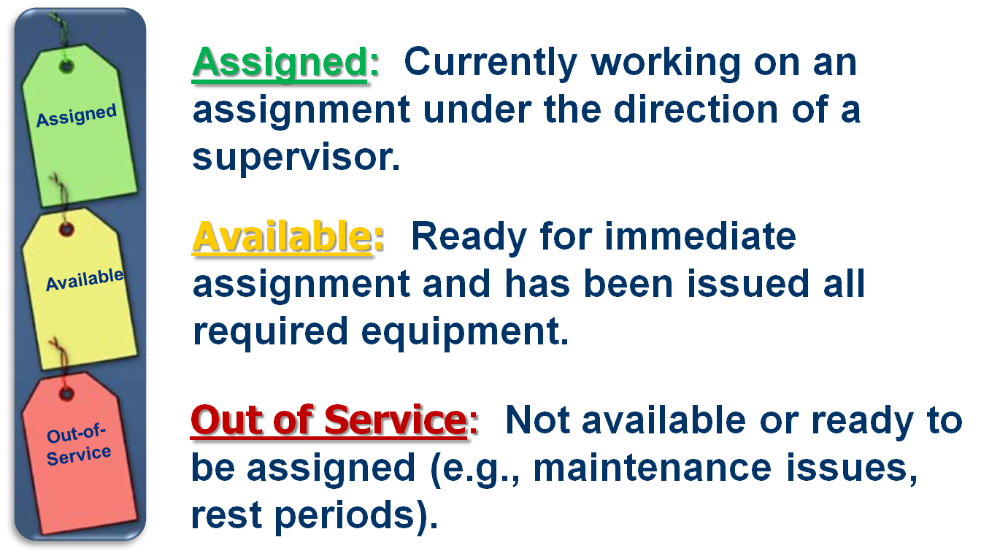 Assigned
Available
Out-of-
Service
Assigned: Currently working on an
assignment under the direction of a
supervisor.
Available: Ready for immediate
assignment and has been issued all
required equipment.
Out of Service: Not available or ready to
be assigned (e.g., maintenance issues,
rest periods).